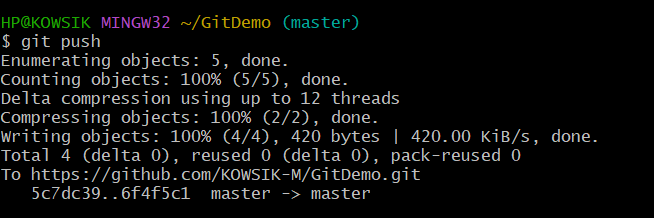 HP@KOWSIK MINGW32 ~/GitDemo (master)
$ git push
Enumerating objects: 5, done.
Counting objects: 100% (5/5), done.
Delta compression using up to 12 threads
Compressing objects: 100% (2/2), done.
Writing objects: 100% (4/4), 420 bytes | 420.00 KiB/s, done.
Total 4 (delta 0), reused 0 (delta 0), pack-reused 0
To https://github.com/KOWSIK-M/GitDemo.git
   5c7dc39..6f4f5c1  master -> master